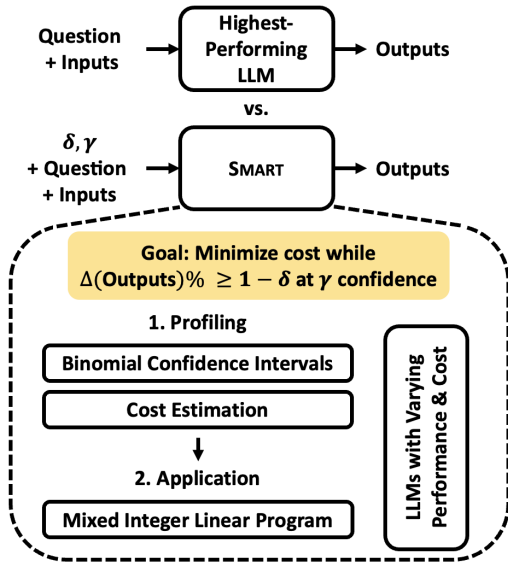 Question
+ Inputs
Highest-
Performing
LLM
Outputs
vs.
δ, γ
+ Question
+ Inputs
SMART
Outputs
Goal: Minimize cost while
Δ(Outputs)% ≥ 1 − δ at γ confidence
1. Profiling
Binomial Confidence Intervals
Cost Estimation
2. Application
Mixed Integer Linear Program
LLMs with Varying
Performance & Cost